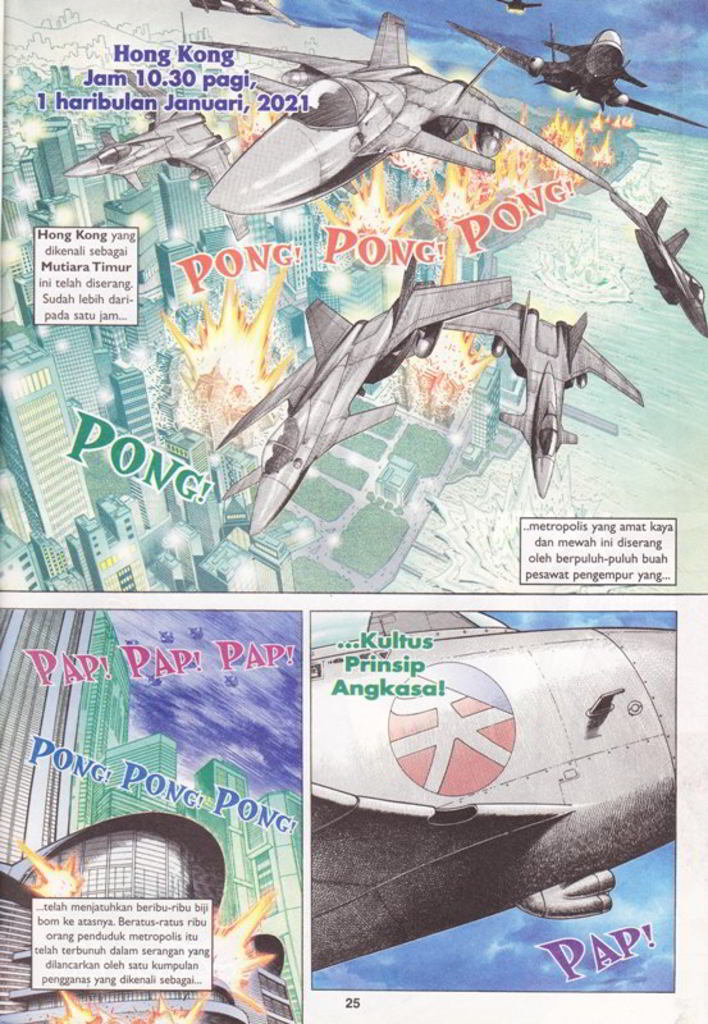 Hong Kong
Jam 10.30 pagi,
1 haribulan Januari, 2021
Hong Kong yang
dikenali sebagai
Mutiara Timur
ini telah diserang.
Sudah lebih dari-
pada satu jam...
PONG! PONG! PONG!
PONG!
..metropolis yang amat kaya
dan mewah ini diserang
oleh berpuluh-puluh buah
pesawat pengempur yang...
PAP! PAP! PAP!
PONG! PONG! PONG!
...telah menjatuhkan beribu-ribu biji
bom ke atasnya. Beratus-ratus ribu
orang penduduk metropolis itu
telah terbunuh dalam serangan yang
dilancarkan oleh satu kumpulan
pengganas yang dikenali sebagai...
...Kultus
Prinsip
Angkasa!
天
PAP!
25